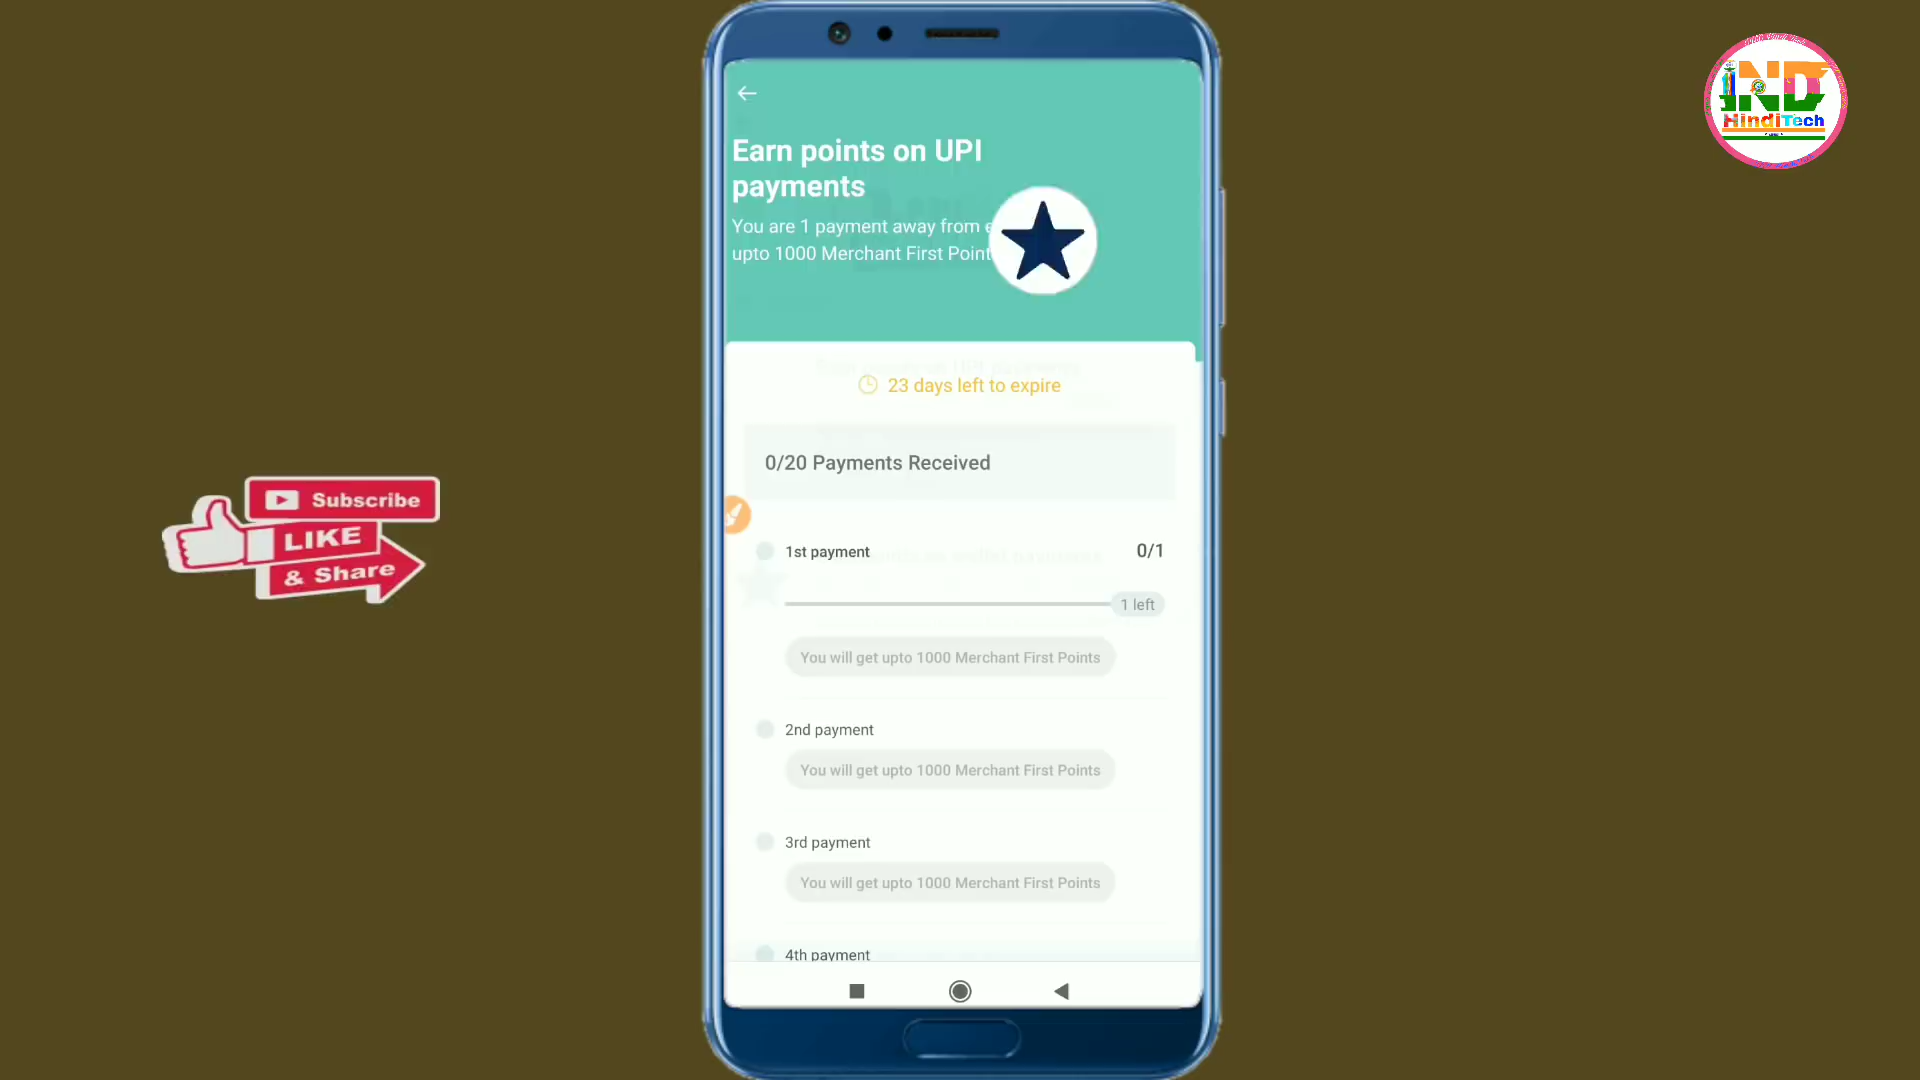 Earn points on UPI
payments
You are 1 payment away from
upto 1000 Merchant First Point
23 days left to expire
0/20 Payments Received
1st payment 0/1
1 left
You will get upto 1000 Merchant First Points
2nd payment
You will get upto 1000 Merchant First Points
3rd payment
You will get upto 1000 Merchant First Points
4th payment
Subscribe
LIKE
& Share
IND
HindiTech